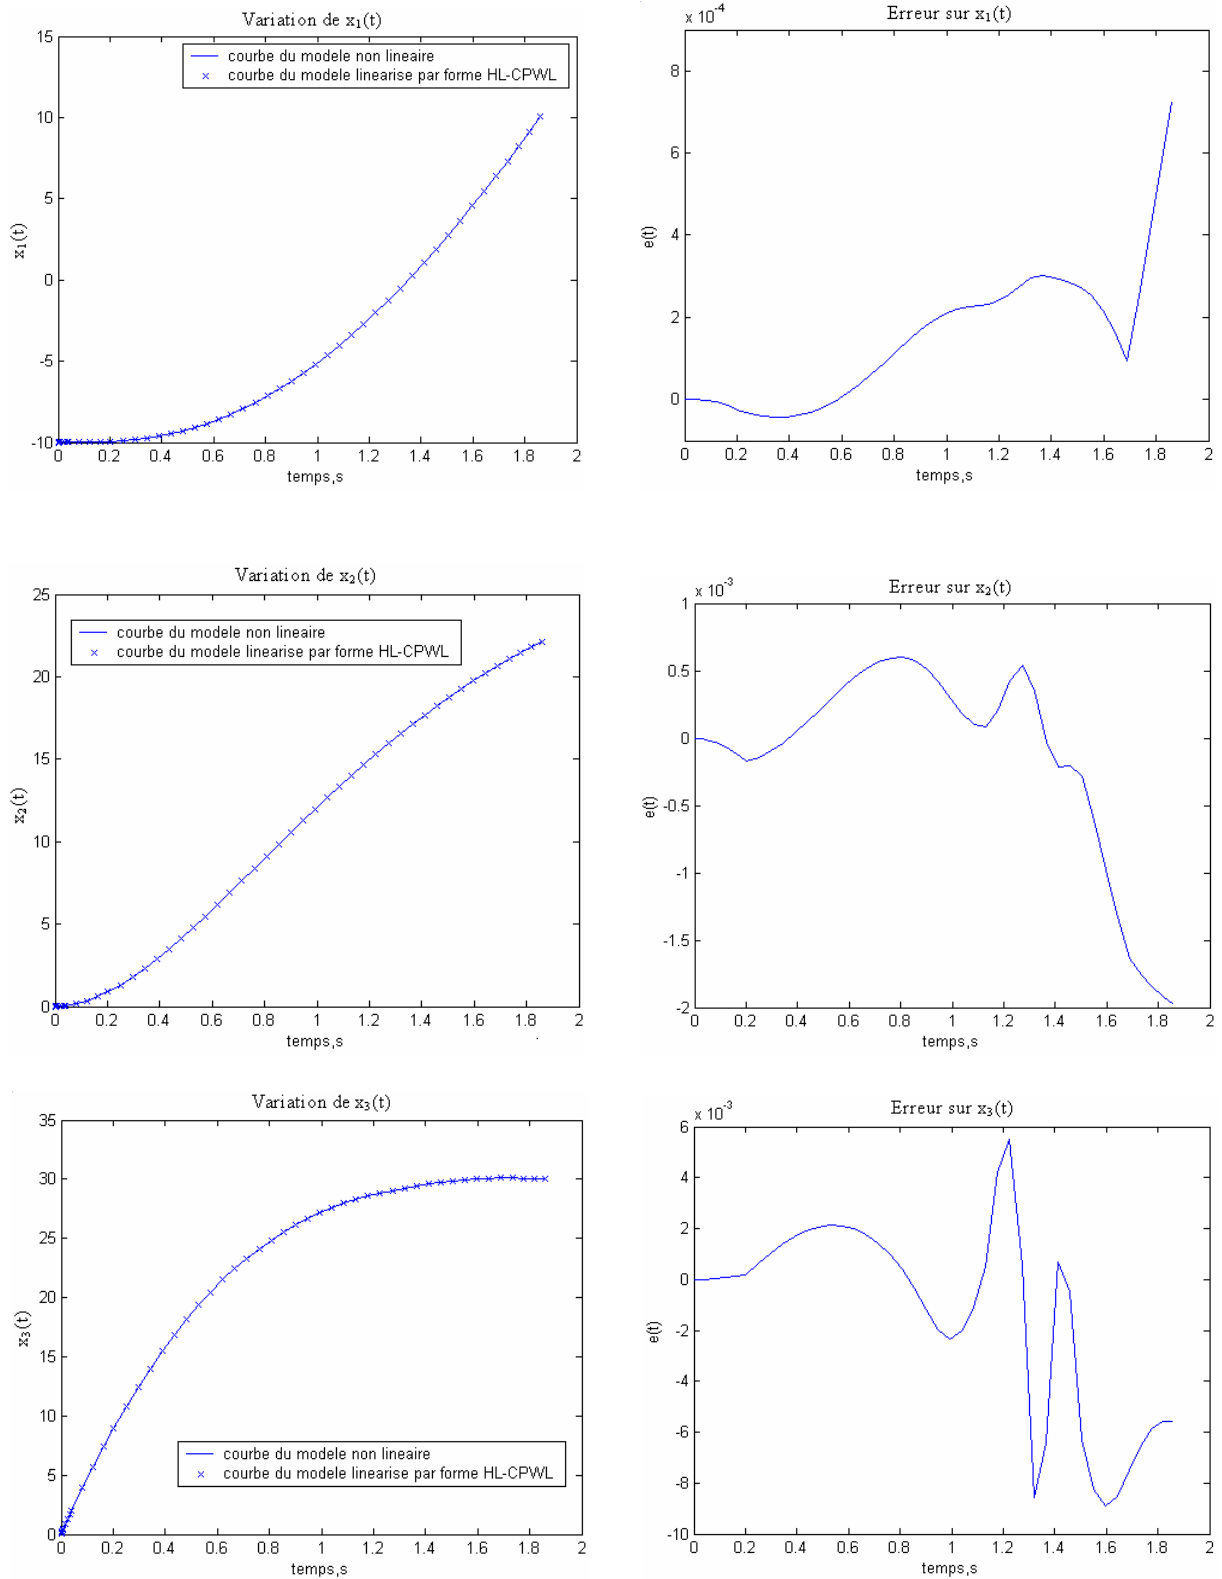 Variation de x1(t)
15
10
5
0
-5
-10
x1(t)
courbe du modele non lineaire
courbe du modele linearise par forme HL-CPWL
0 0.2 0.4 0.6 0.8 1 1.2 1.4 1.6 1.8 2
temps,s
Erreur sur x1(t)
x 10-4
8
6
4
2
0
e(t)
0 0.2 0.4 0.6 0.8 1 1.2 1.4 1.6 1.8 2
temps,s
Variation de x2(t)
25
20
15
10
5
0
x2(t)
courbe du modele non lineaire
courbe du modele linearise par forme HL-CPWL
0 0.2 0.4 0.6 0.8 1 1.2 1.4 1.6 1.8 2
temps,s
Erreur sur x2(t)
x 10-3
1
0.5
0
-0.5
-1
-1.5
-2
e(t)
0 0.2 0.4 0.6 0.8 1 1.2 1.4 1.6 1.8 2
temps,s
Variation de x3(t)
35
30
25
20
15
10
5
0
x3(t)
courbe du modele non lineaire
courbe du modele linearise par forme HL-CPWL
0 0.2 0.4 0.6 0.8 1 1.2 1.4 1.6 1.8 2
temps,s
Erreur sur x3(t)
x 10-3
6
4
2
0
-2
-4
-6
-8
-10
e(t)
0 0.2 0.4 0.6 0.8 1 1.2 1.4 1.6 1.8 2
temps,s